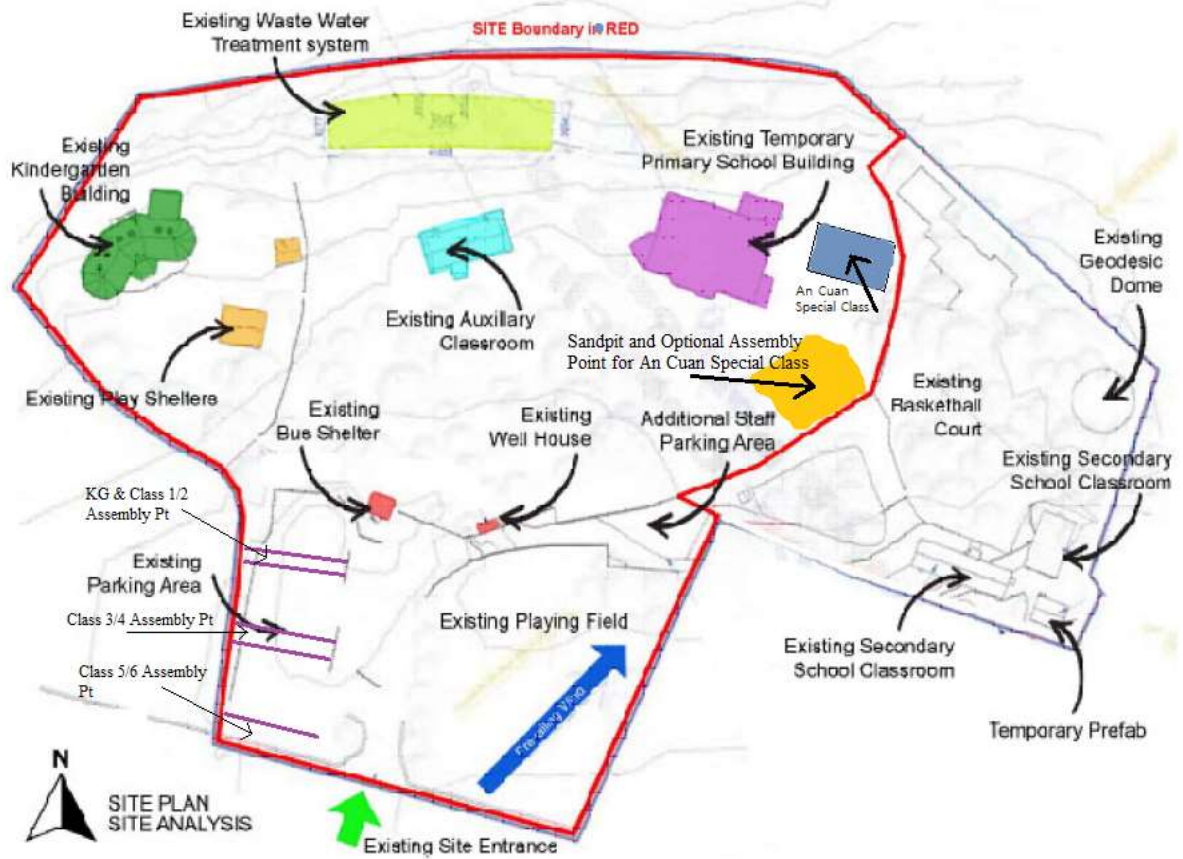 SITE Boundary in RED
Existing Waste Water
Treatment system
Existing
Kindergarden
Building
Existing Temporary
Primary School Building
Existing
Geodesic
Dome
An Cuan
Special Class
Existing Auxillary
Classroom
Sandpit and Optional Assembly
Point for An Cuan Special Class
Existing Play Shelters
Existing
Bus Shelter
Existing
Well House
Additional Staff
Parking Area
Existing
Basketball
Court
Existing Secondary
School Classroom
KG & Class 1/2
Assembly Pt
Existing
Parking Area
Class 3/4 Assembly Pt
Class 5/6 Assembly
Pt
Existing Playing Field
Prevailing Wind
Existing Secondary
School Classroom
Temporary Prefab
N
SITE PLAN
SITE ANALYSIS
Existing Site Entrance